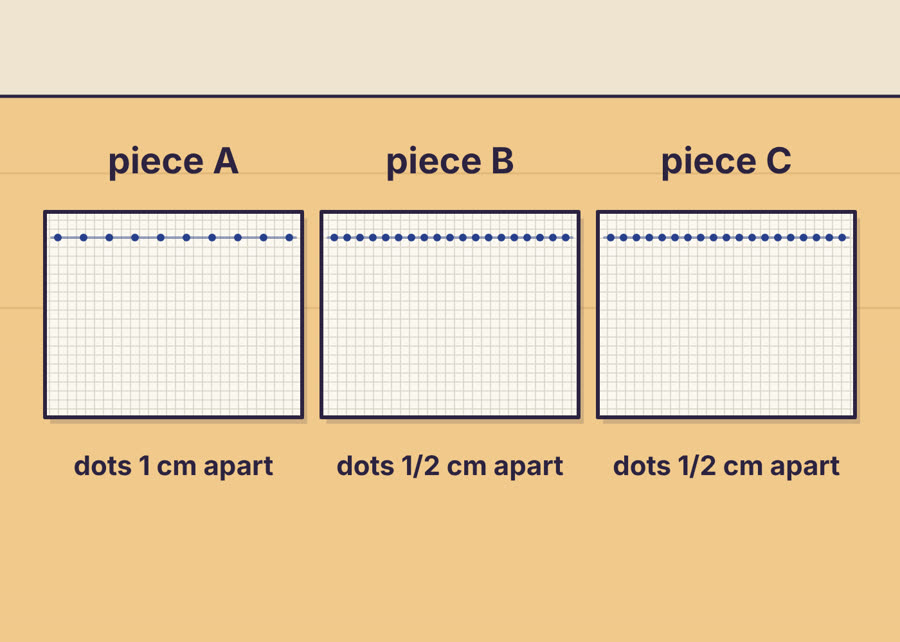 piece A
piece B
piece C
dots 1 cm apart
dots 1/2 cm apart
dots 1/2 cm apart